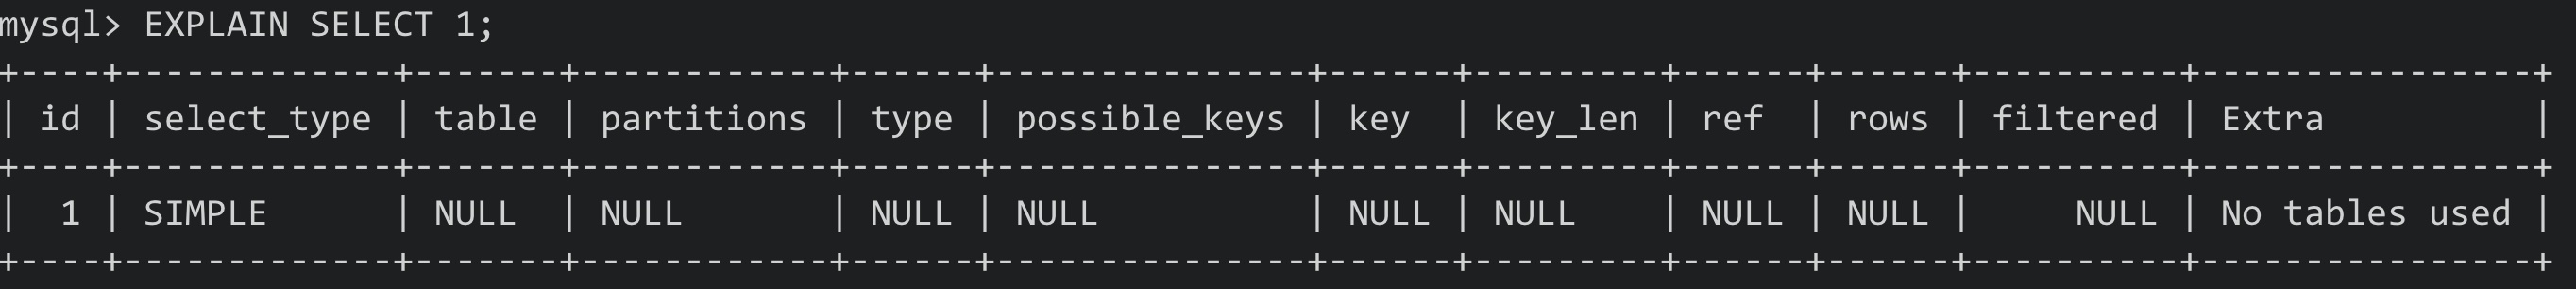 mysql> EXPLAIN SELECT 1;
+----+-------------+-------+------------+------+---------------+------+---------+------+------+----------+----------------+
| id | select_type | table | partitions | type | possible_keys | key  | key_len | ref  | rows | filtered | Extra          |
+----+-------------+-------+------------+------+---------------+------+---------+------+------+----------+----------------+
|  1 | SIMPLE      | NULL  | NULL       | NULL | NULL          | NULL | NULL    | NULL | NULL |     NULL | No tables used |
+----+-------------+-------+------------+------+---------------+------+---------+------+------+----------+----------------+